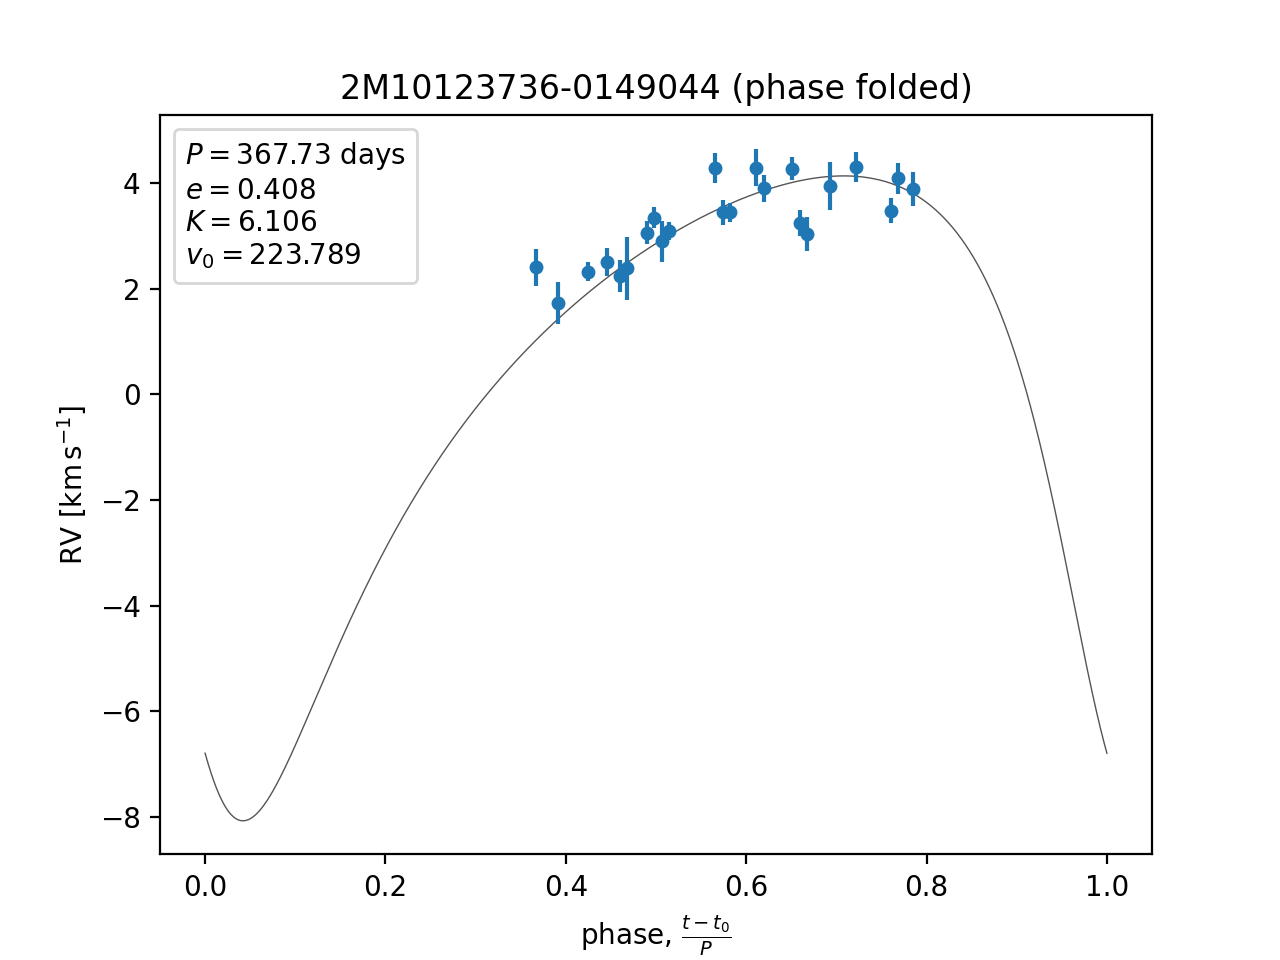 2M10123736-0149044 (phase folded)
P = 367.73 days
e = 0.408
K = 6.106
v₀ = 223.789
4
2
0
−2
−4
−6
−8
RV [km s⁻¹]
0.0 0.2 0.4 0.6 0.8 1.0
phase, (t − t₀)/P